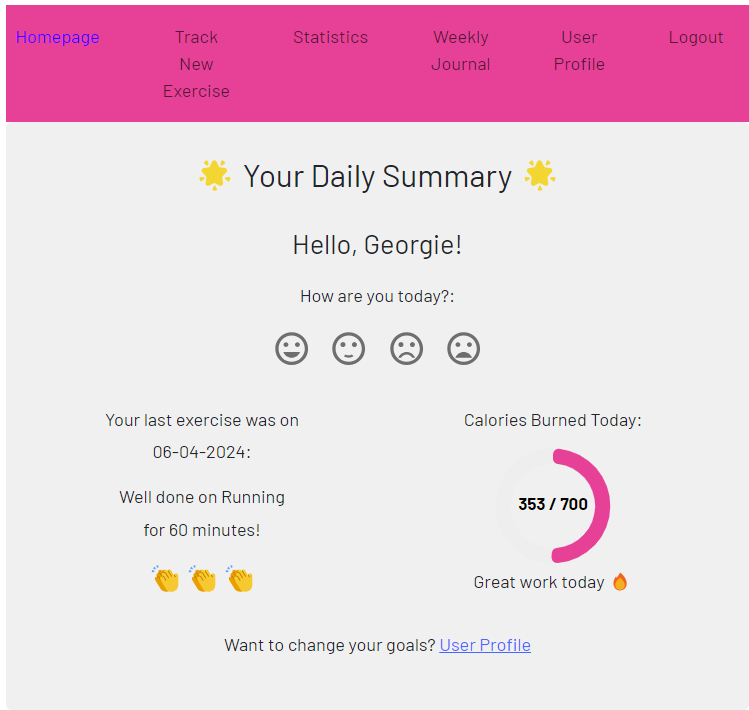 Homepage
Track
New
Exercise
Statistics
Weekly
Journal
User
Profile
Logout
🌟 Your Daily Summary 🌟
Hello, Georgie!
How are you today?:
Your last exercise was on
06-04-2024:
Well done on Running
for 60 minutes!
👏 👏 👏
Calories Burned Today:
353 / 700
Great work today 🔥
Want to change your goals? User Profile